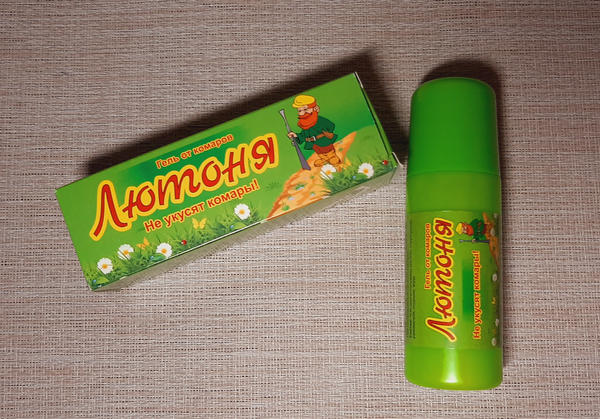 Гель от комаров
Лютоня
Не укусят комары!
Гель от комаров
Лютоня
Не укусят комары!